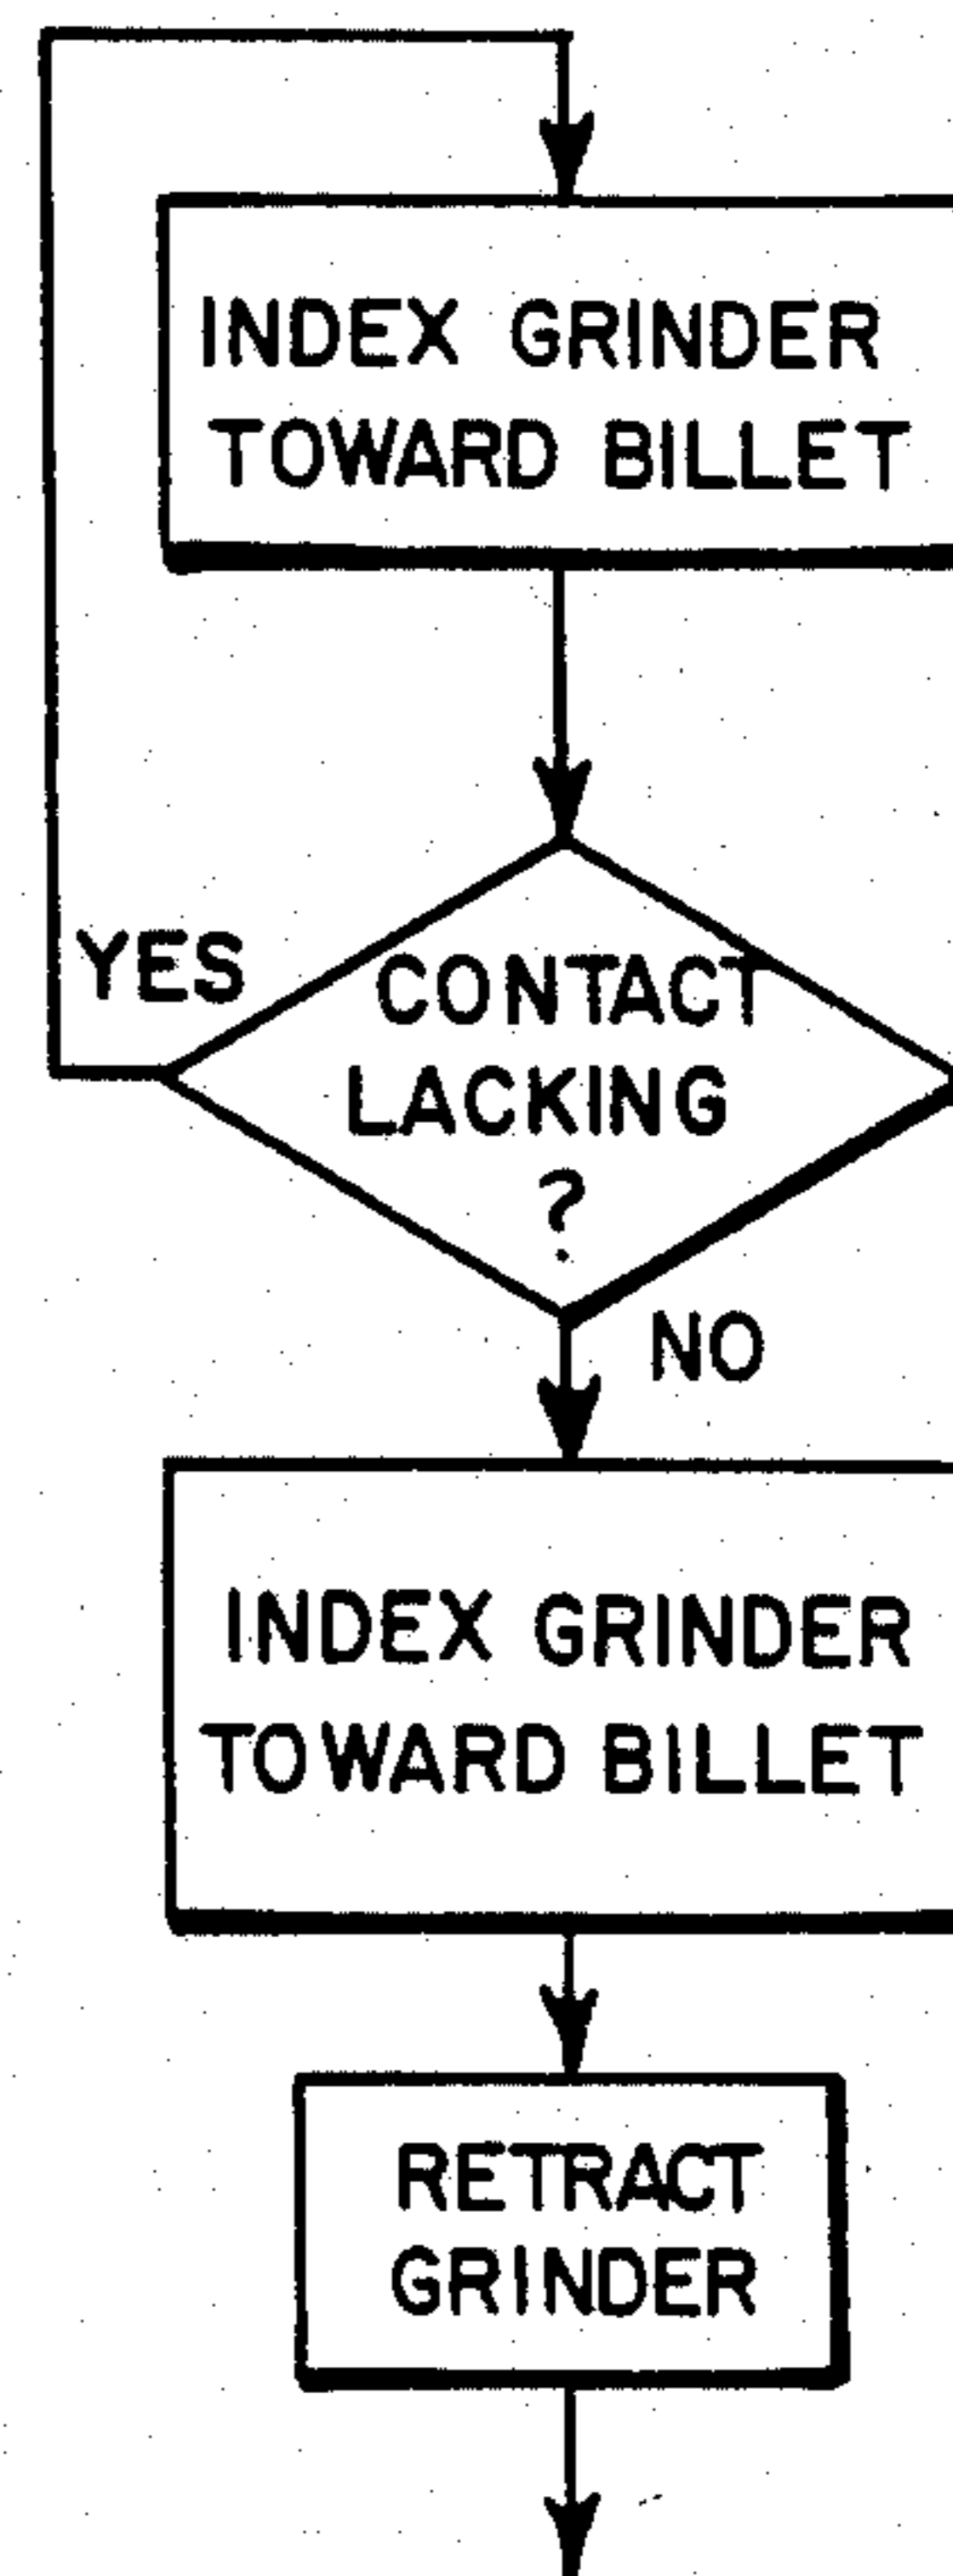 INDEX GRINDER
TOWARD BILLET
YES
CONTACT
LACKING
?
NO
INDEX GRINDER
TOWARD BILLET
RETRACT
GRINDER